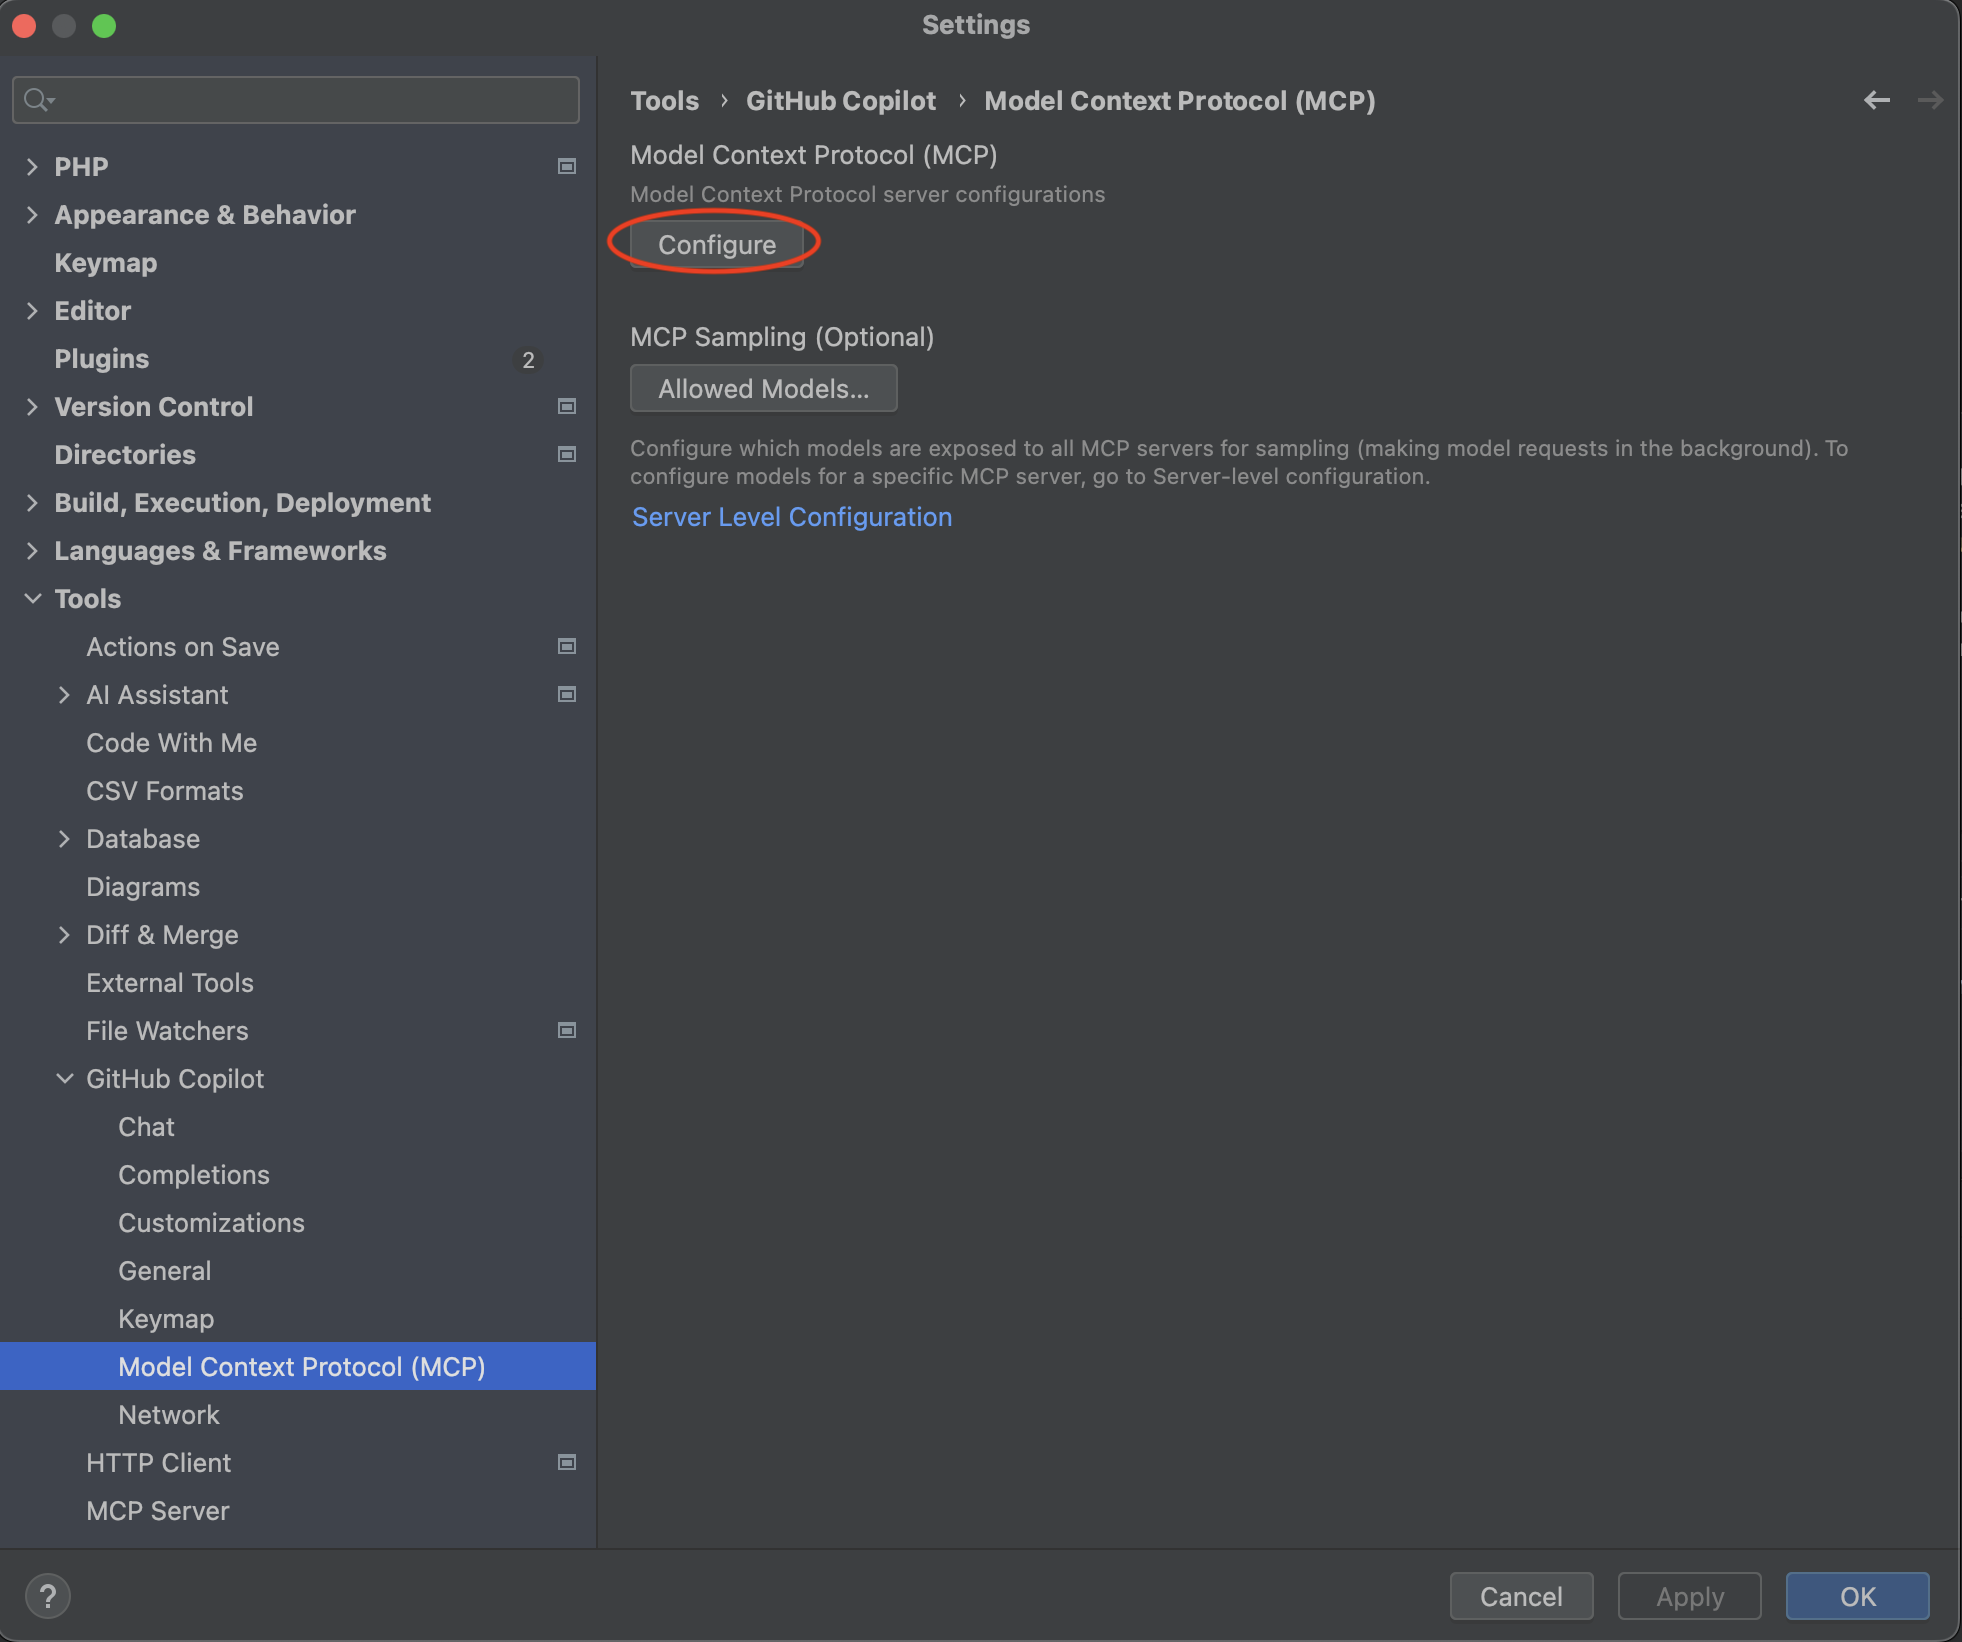 Settings
PHP
Appearance & Behavior
Keymap
Editor
Plugins 2
Version Control
Directories
Build, Execution, Deployment
Languages & Frameworks
Tools
Actions on Save
AI Assistant
Code With Me
CSV Formats
Database
Diagrams
Diff & Merge
External Tools
File Watchers
GitHub Copilot
Chat
Completions
Customizations
General
Keymap
Model Context Protocol (MCP)
Network
HTTP Client
MCP Server
Tools › GitHub Copilot › Model Context Protocol (MCP)
Model Context Protocol (MCP)
Model Context Protocol server configurations
Configure
MCP Sampling (Optional)
Allowed Models...
Configure which models are exposed to all MCP servers for sampling (making model requests in the background). To
configure models for a specific MCP server, go to Server-level configuration.
Server Level Configuration
? Cancel Apply OK